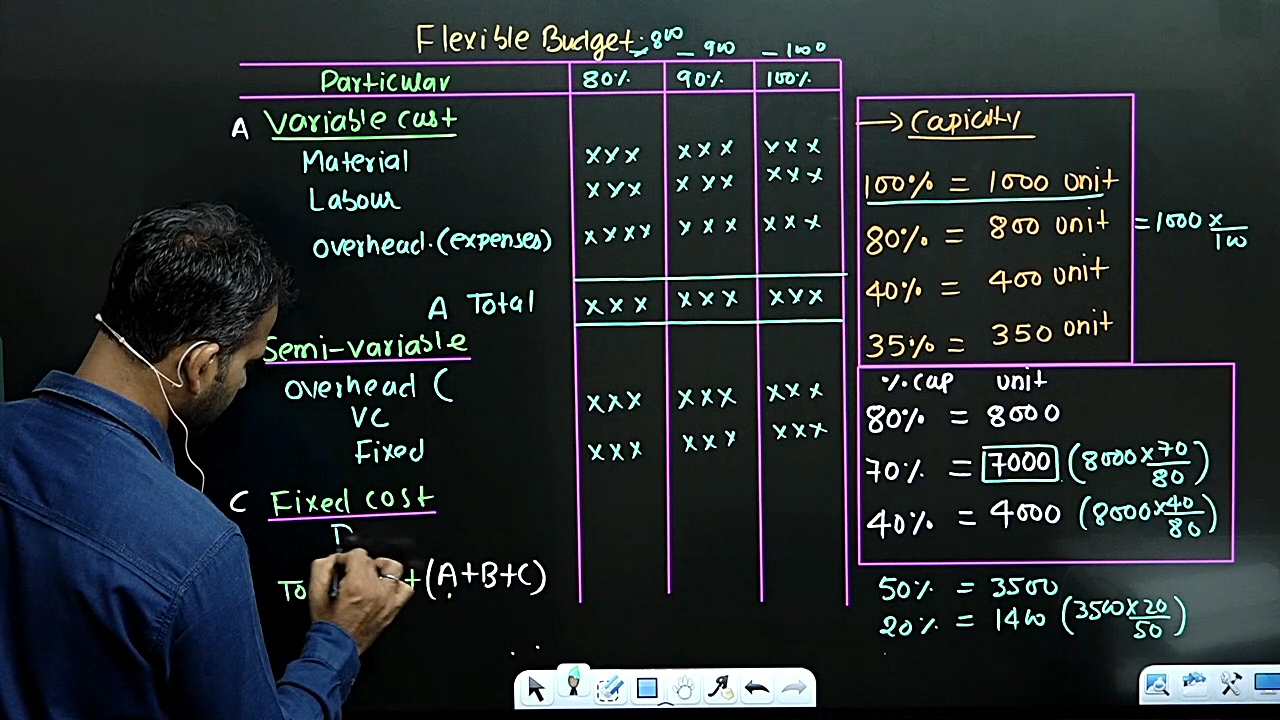 Flexible Budget.
800 - 900 - 1000
Particular 80% 90% 100%
A Variable cust
Material xxx xxx xxx
Labour xxx xxx xxx
overhead.(expenses) xxxx xxx xxx
A Total xxx xxx xxx
Semi-variable
overhead ( xxx xxx xxx
VC
Fixed xxx xxx xxx
C Fixed cost
(A+B+C)
→ Capicity
100% = 1000 unit
80% = 800 unit = 1000 x /100
40% = 400 unit
35% = 350 unit
% cap unit
80% = 8000
70% = 7000 (8000x70/80)
40% = 4000 (8000x40/80)
50% = 3500
20% = 1400 (3500x20/50)